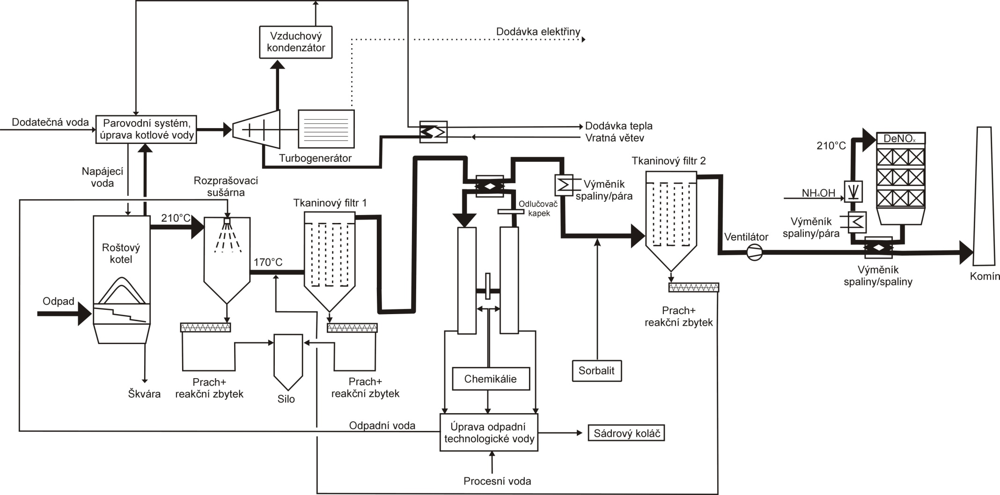 Vzduchový
kondenzátor
Dodávka elektřiny
Dodatečná voda
Parovodní systém,
úprava kotlové vody
Dodávka tepla
Vratná větev
Turbogenerátor
Napájecí
voda
Rozprašovací
sušárna
210°C
Tkaninový filtr 1
Roštový
kotel
170°C
Odpad
Škvára
Prach+
reakční zbytek
Silo
Prach+
reakční zbytek
Odlučovač
kapek
Výměník
spaliny/pára
Tkaninový filtr 2
Ventilátor
210°C
DeNOₓ
NH₄OH
Výměník
spaliny/pára
Výměník
spaliny/spaliny
Komín
Prach+
reakční zbytek
Sorbalit
Chemikálie
Odpadní voda
Úprava odpadní
technologické vody
Sádrový koláč
Procesní voda